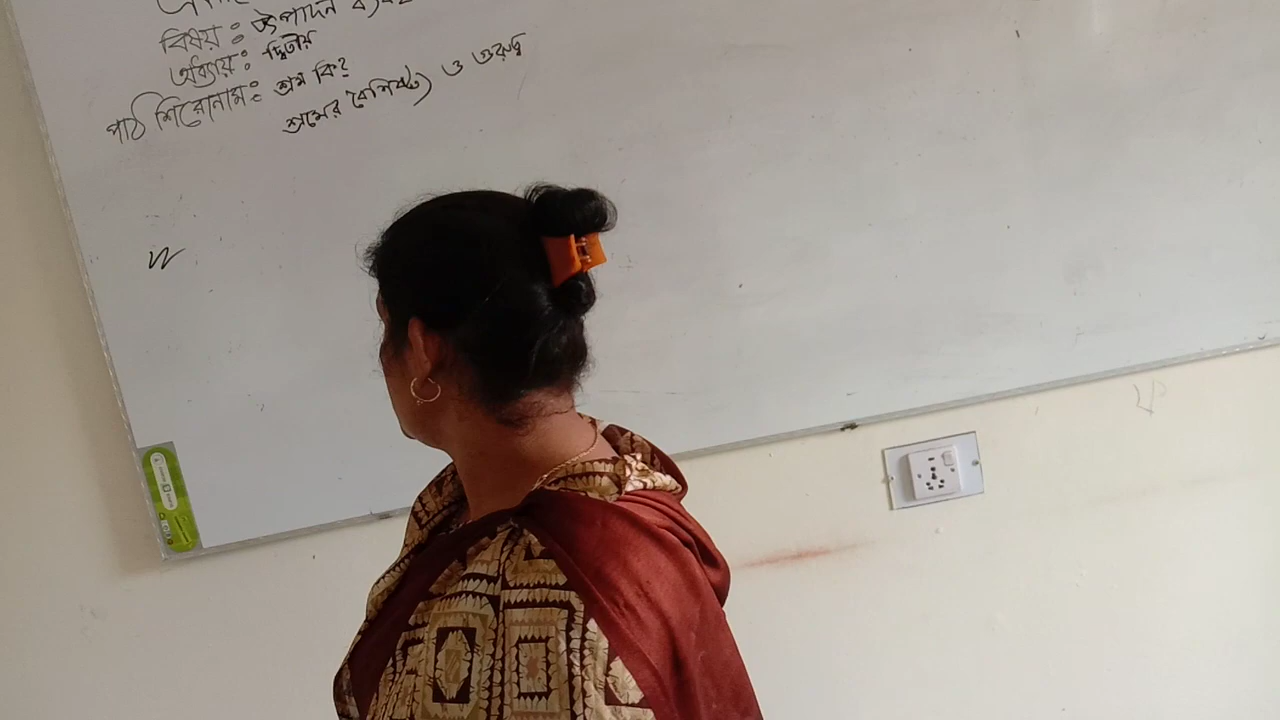 বিষয় : উৎপাদন
অধ্যায় : দ্বিতীয়
পাঠ শিরোনাম : শ্রম কি?
শ্রমের বৈশিষ্ট্য ও গুরুত্ব